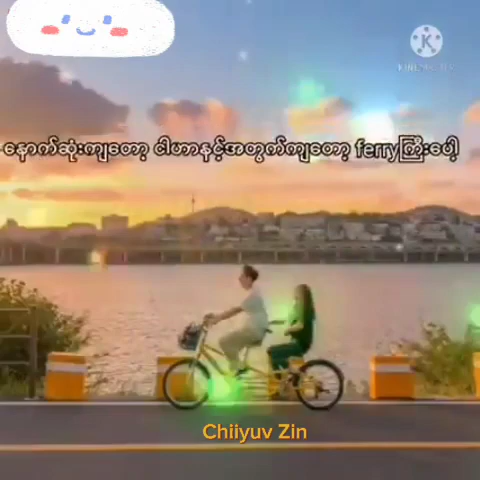 နောက်ဆုံးကျတော့ ငါဟာနင့်အတွက်ကျတော့ ferryကြီးပေါ့
Chiiyuv Zin